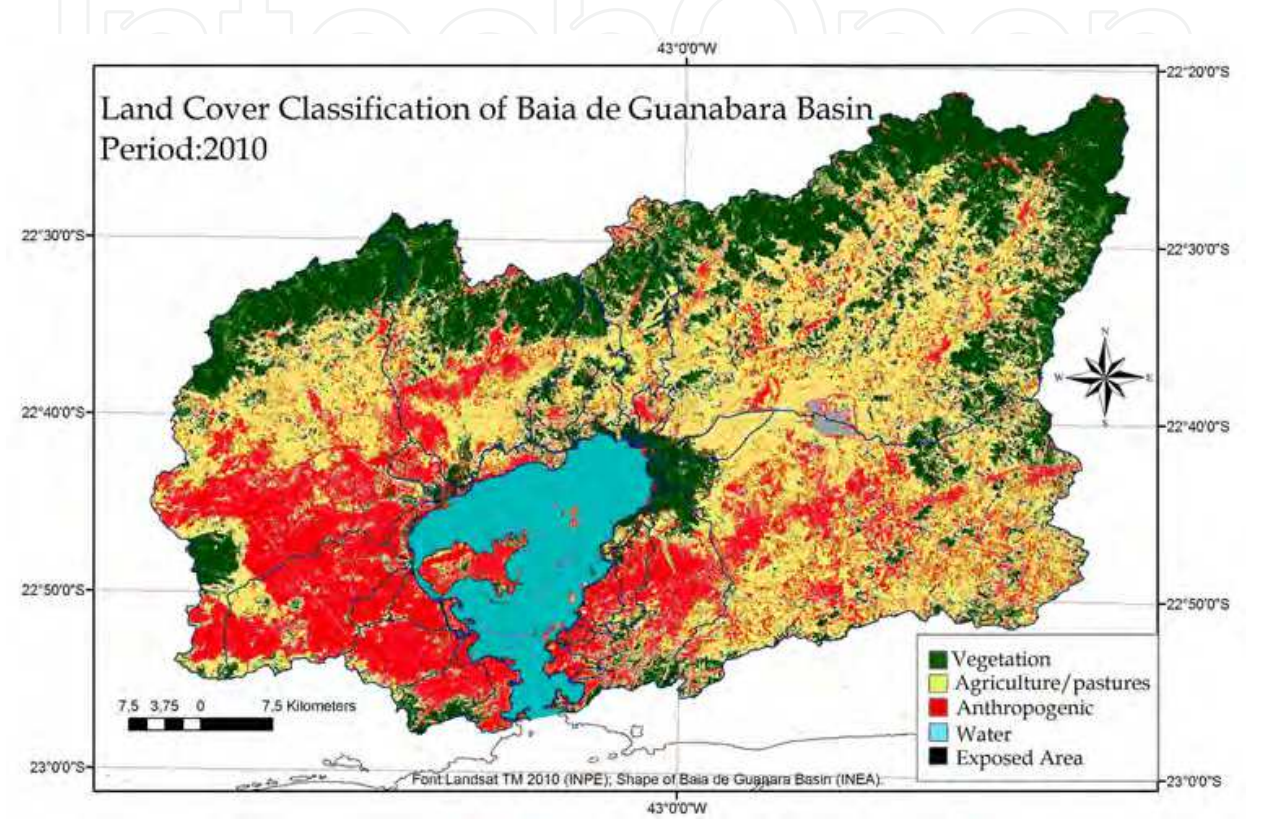 IntechOpen
43°0'0"W
22°20'0"S
Land Cover Classification of Baia de Guanabara Basin
Period:2010
22°30'0"S
22°30'0"S
N
W
E
S
22°40'0"S
22°40'0"S
22°50'0"S
22°50'0"S
Vegetation
Agriculture/pastures
Anthropogenic
Water
Exposed Area
7,5 3,75 0 7,5 Kilometers
23°0'0"S
23°0'0"S
Font:Landsat TM 2010 (INPE); Shape of Baia de Guanara Basin (INEA).
43°0'0"W